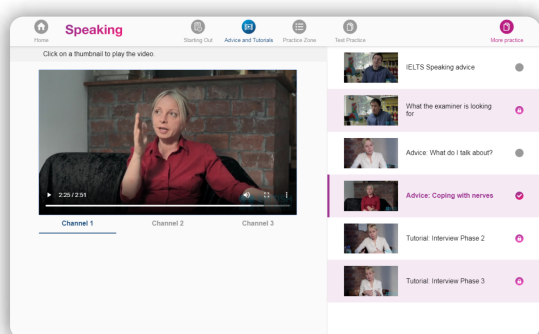 Speaking
Home
Starting Out
Advice and Tutorials
Practice Zone
Test Practice
More practice
Click on a thumbnail to play the video.
2:25 / 2:51
Channel 1
Channel 2
Channel 3
IELTS Speaking advice
What the examiner is looking
for
Advice: What do I talk about?
Advice: Coping with nerves
Tutorial: Interview Phase 2
Tutorial: Interview Phase 3